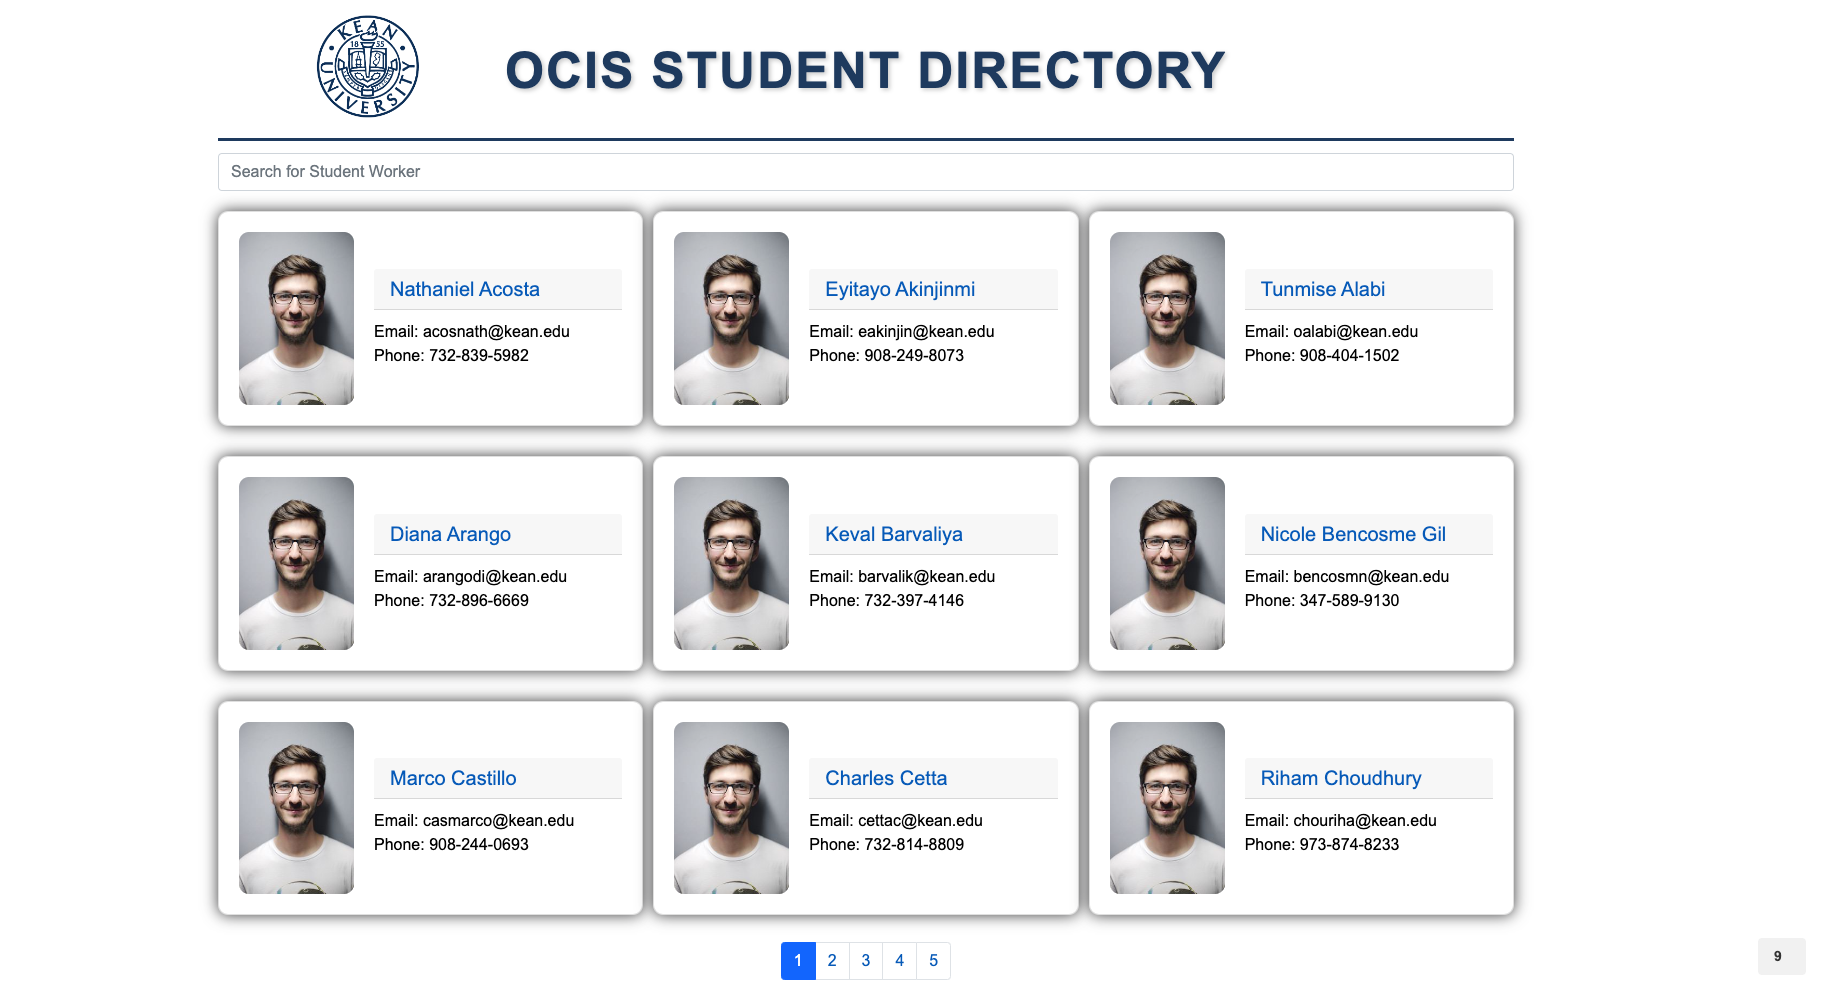 KEAN UNIVERSITY
1855
OCIS STUDENT DIRECTORY
Search for Student Worker
Nathaniel Acosta
Email: acosnath@kean.edu
Phone: 732-839-5982
Eyitayo Akinjinmi
Email: eakinjin@kean.edu
Phone: 908-249-8073
Tunmise Alabi
Email: oalabi@kean.edu
Phone: 908-404-1502
Diana Arango
Email: arangodi@kean.edu
Phone: 732-896-6669
Keval Barvaliya
Email: barvalik@kean.edu
Phone: 732-397-4146
Nicole Bencosme Gil
Email: bencosmn@kean.edu
Phone: 347-589-9130
Marco Castillo
Email: casmarco@kean.edu
Phone: 908-244-0693
Charles Cetta
Email: cettac@kean.edu
Phone: 732-814-8809
Riham Choudhury
Email: chouriha@kean.edu
Phone: 973-874-8233
1 2 3 4 5
9